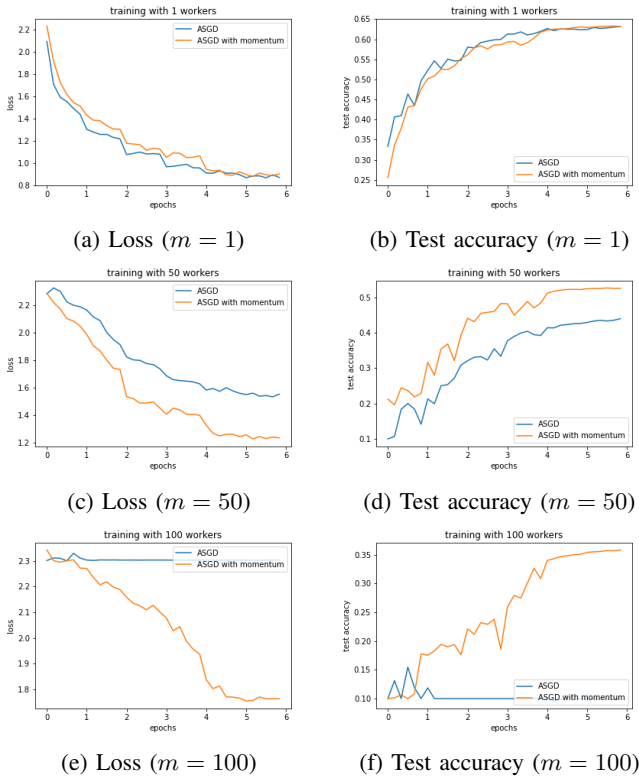 training with 1 workers
ASGD
ASGD with momentum
2.2
2.0
1.8
1.6
1.4
1.2
1.0
0.8
loss
0 1 2 3 4 5 6
epochs
(a) Loss (m = 1)
training with 1 workers
0.65
0.60
0.55
0.50
0.45
0.40
0.35
0.30
0.25
test accuracy
ASGD
ASGD with momentum
0 1 2 3 4 5 6
epochs
(b) Test accuracy (m = 1)
training with 50 workers
ASGD
ASGD with momentum
2.2
2.0
1.8
1.6
1.4
1.2
loss
0 1 2 3 4 5 6
epochs
(c) Loss (m = 50)
training with 50 workers
0.5
0.4
0.3
0.2
0.1
test accuracy
ASGD
ASGD with momentum
0 1 2 3 4 5 6
epochs
(d) Test accuracy (m = 50)
training with 100 workers
ASGD
ASGD with momentum
2.3
2.2
2.1
2.0
1.9
1.8
loss
0 1 2 3 4 5 6
epochs
(e) Loss (m = 100)
training with 100 workers
0.35
0.30
0.25
0.20
0.15
0.10
test accuracy
ASGD
ASGD with momentum
0 1 2 3 4 5 6
epochs
(f) Test accuracy (m = 100)